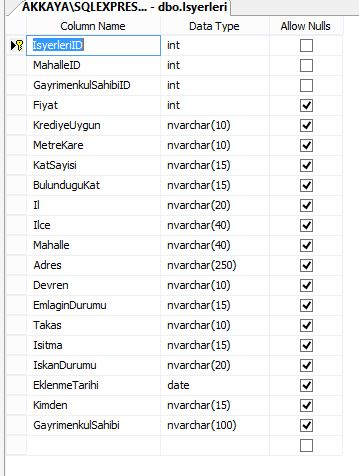 AKKAYA\SQLEXPRES... - dbo.Isyerleri
Column Name Data Type Allow Nulls
IsyerleriID int
MahalleID int
GayrimenkulSahibiID int
Fiyat int
KrediyeUygun nvarchar(10)
MetreKare nvarchar(10)
KatSayisi nvarchar(15)
BulunduguKat nvarchar(15)
Il nvarchar(20)
Ilce nvarchar(40)
Mahalle nvarchar(40)
Adres nvarchar(250)
Devren nvarchar(10)
EmlaginDurumu nvarchar(15)
Takas nvarchar(10)
Isitma nvarchar(15)
IskanDurumu nvarchar(20)
EklenmeTarihi date
Kimden nvarchar(15)
GayrimenkulSahibi nvarchar(100)